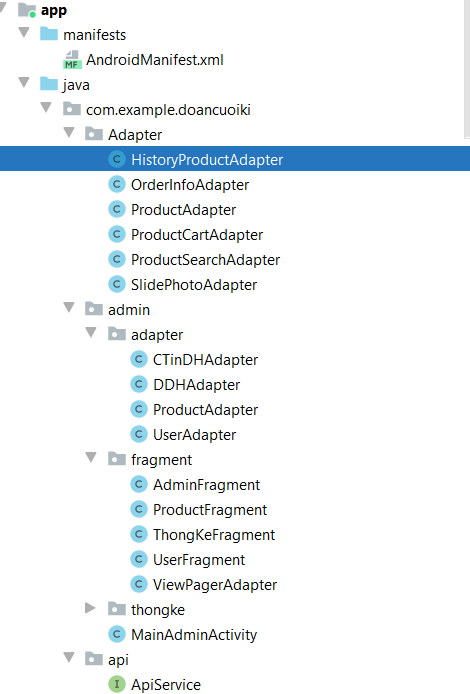 app
manifests
MF AndroidManifest.xml
java
com.example.doancuoiki
Adapter
C HistoryProductAdapter
C OrderInfoAdapter
C ProductAdapter
C ProductCartAdapter
C ProductSearchAdapter
C SlidePhotoAdapter
admin
adapter
C CTinDHAdapter
C DDHAdapter
C ProductAdapter
C UserAdapter
fragment
C AdminFragment
C ProductFragment
C ThongKeFragment
C UserFragment
C ViewPagerAdapter
thongke
C MainAdminActivity
api
I ApiService